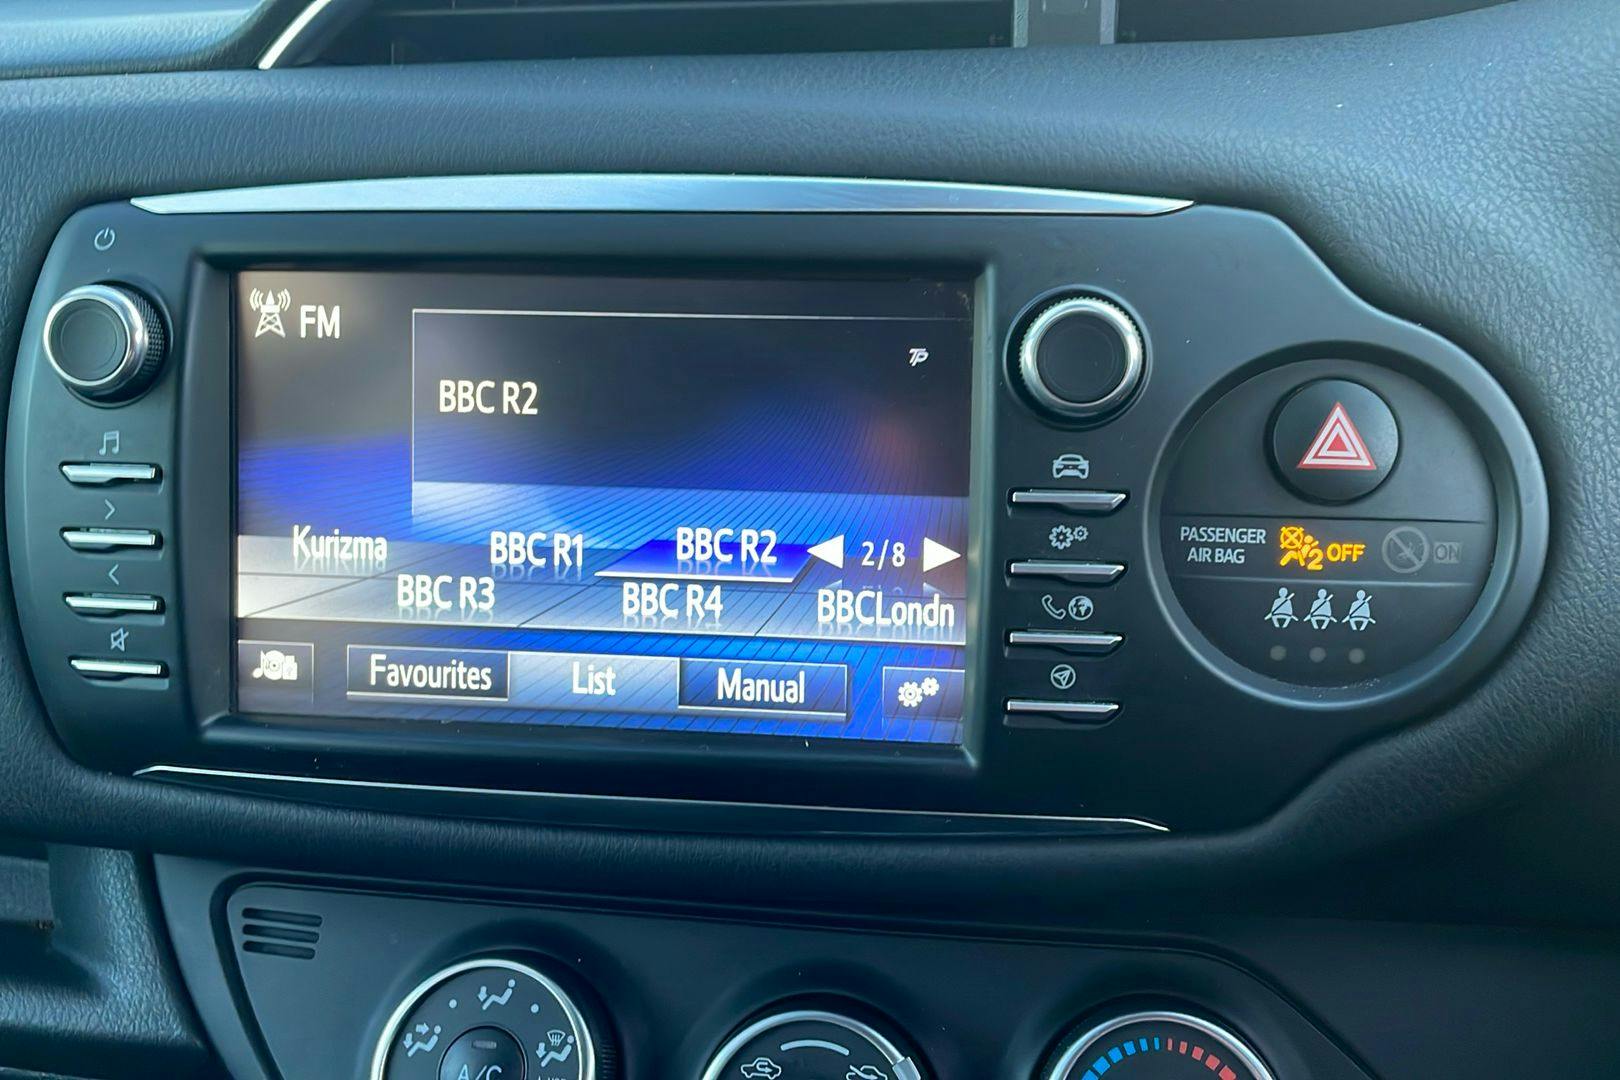 FM
TP
BBC R2
Kurizma
BBC R1
BBC R2
2/8
BBC R3
BBC R4
BBCLondn
Favourites
List
Manual
PASSENGER
AIR BAG
2 OFF
ON
A/C